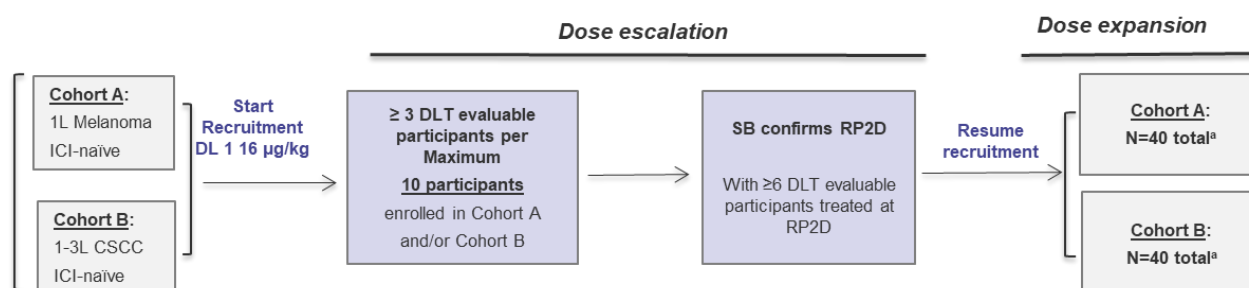 Dose escalation
Dose expansion
Cohort A:
1L Melanoma
ICI-naïve
Cohort B:
1-3L CSCC
ICI-naïve
Start
Recruitment
DL 1 16 µg/kg
≥ 3 DLT evaluable
participants per
Maximum
10 participants
enrolled in Cohort A
and/or Cohort B
SB confirms RP2D
With ≥6 DLT evaluable
participants treated at
RP2D
Resume
recruitment
Cohort A:
N=40 totalᵃ
Cohort B:
N=40 totalᵃ